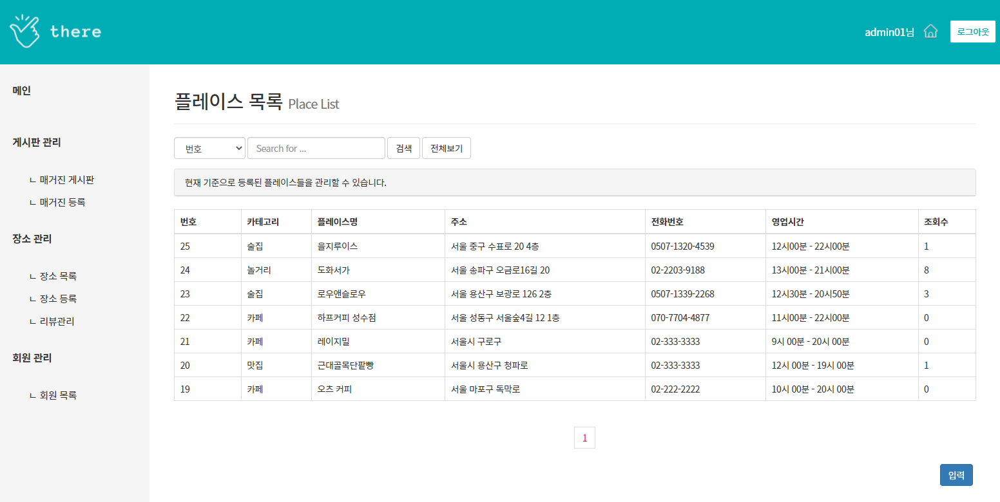 there
admin01님 로그아웃
메인
게시판 관리
ㄴ 매거진 게시판
ㄴ 매거진 등록
장소 관리
ㄴ 장소 목록
ㄴ 장소 등록
ㄴ 리뷰관리
회원 관리
ㄴ 회원 목록
플레이스 목록 Place List
번호 Search for ... 검색 전체보기
현재 기준으로 등록된 플레이스들을 관리할 수 있습니다.
번호 카테고리 플레이스명 주소 전화번호 영업시간 조회수
25 술집 을지루이스 서울 중구 수표로 20 4층 0507-1320-4539 12시00분 - 22시00분 1
24 놀거리 도화서가 서울 송파구 오금로16길 20 02-2203-9188 13시00분 - 21시00분 8
23 술집 로우앤슬로우 서울 용산구 보광로 126 2층 0507-1339-2268 12시30분 - 20시50분 3
22 카페 하프커피 성수점 서울 성동구 서울숲4길 12 1층 070-7704-4877 11시00분 - 22시00분 0
21 카페 레이지밀 서울시 구로구 02-333-3333 9시 00분 - 20시 00분 0
20 맛집 근대골목단팥빵 서울시 용산구 청파로 02-333-3333 12시 00분 - 19시 00분 1
19 카페 오츠 커피 서울 마포구 독막로 02-222-2222 10시 00분 - 20시 00분 0
1
입력